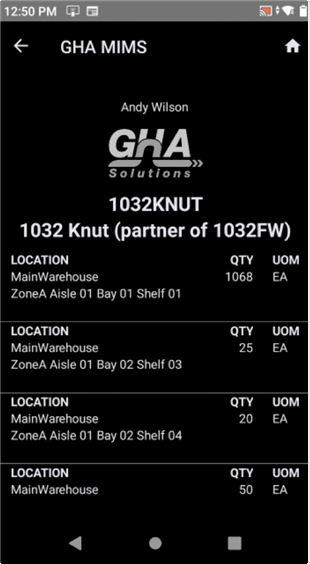 12:50 PM
GHA MIMS
Andy Wilson
GHA
Solutions
1032KNUT
1032 Knut (partner of 1032FW)
LOCATION QTY UOM
MainWarehouse 1068 EA
ZoneA Aisle 01 Bay 01 Shelf 01
LOCATION QTY UOM
MainWarehouse 25 EA
ZoneA Aisle 01 Bay 02 Shelf 03
LOCATION QTY UOM
MainWarehouse 20 EA
ZoneA Aisle 01 Bay 02 Shelf 04
LOCATION QTY UOM
MainWarehouse 50 EA